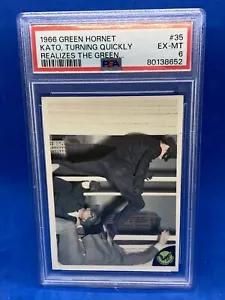 1966 GREEN HORNET #35
KATO, TURNING QUICKLY EX-MT
REALIZES THE GREEN... 6
PSA 80138652